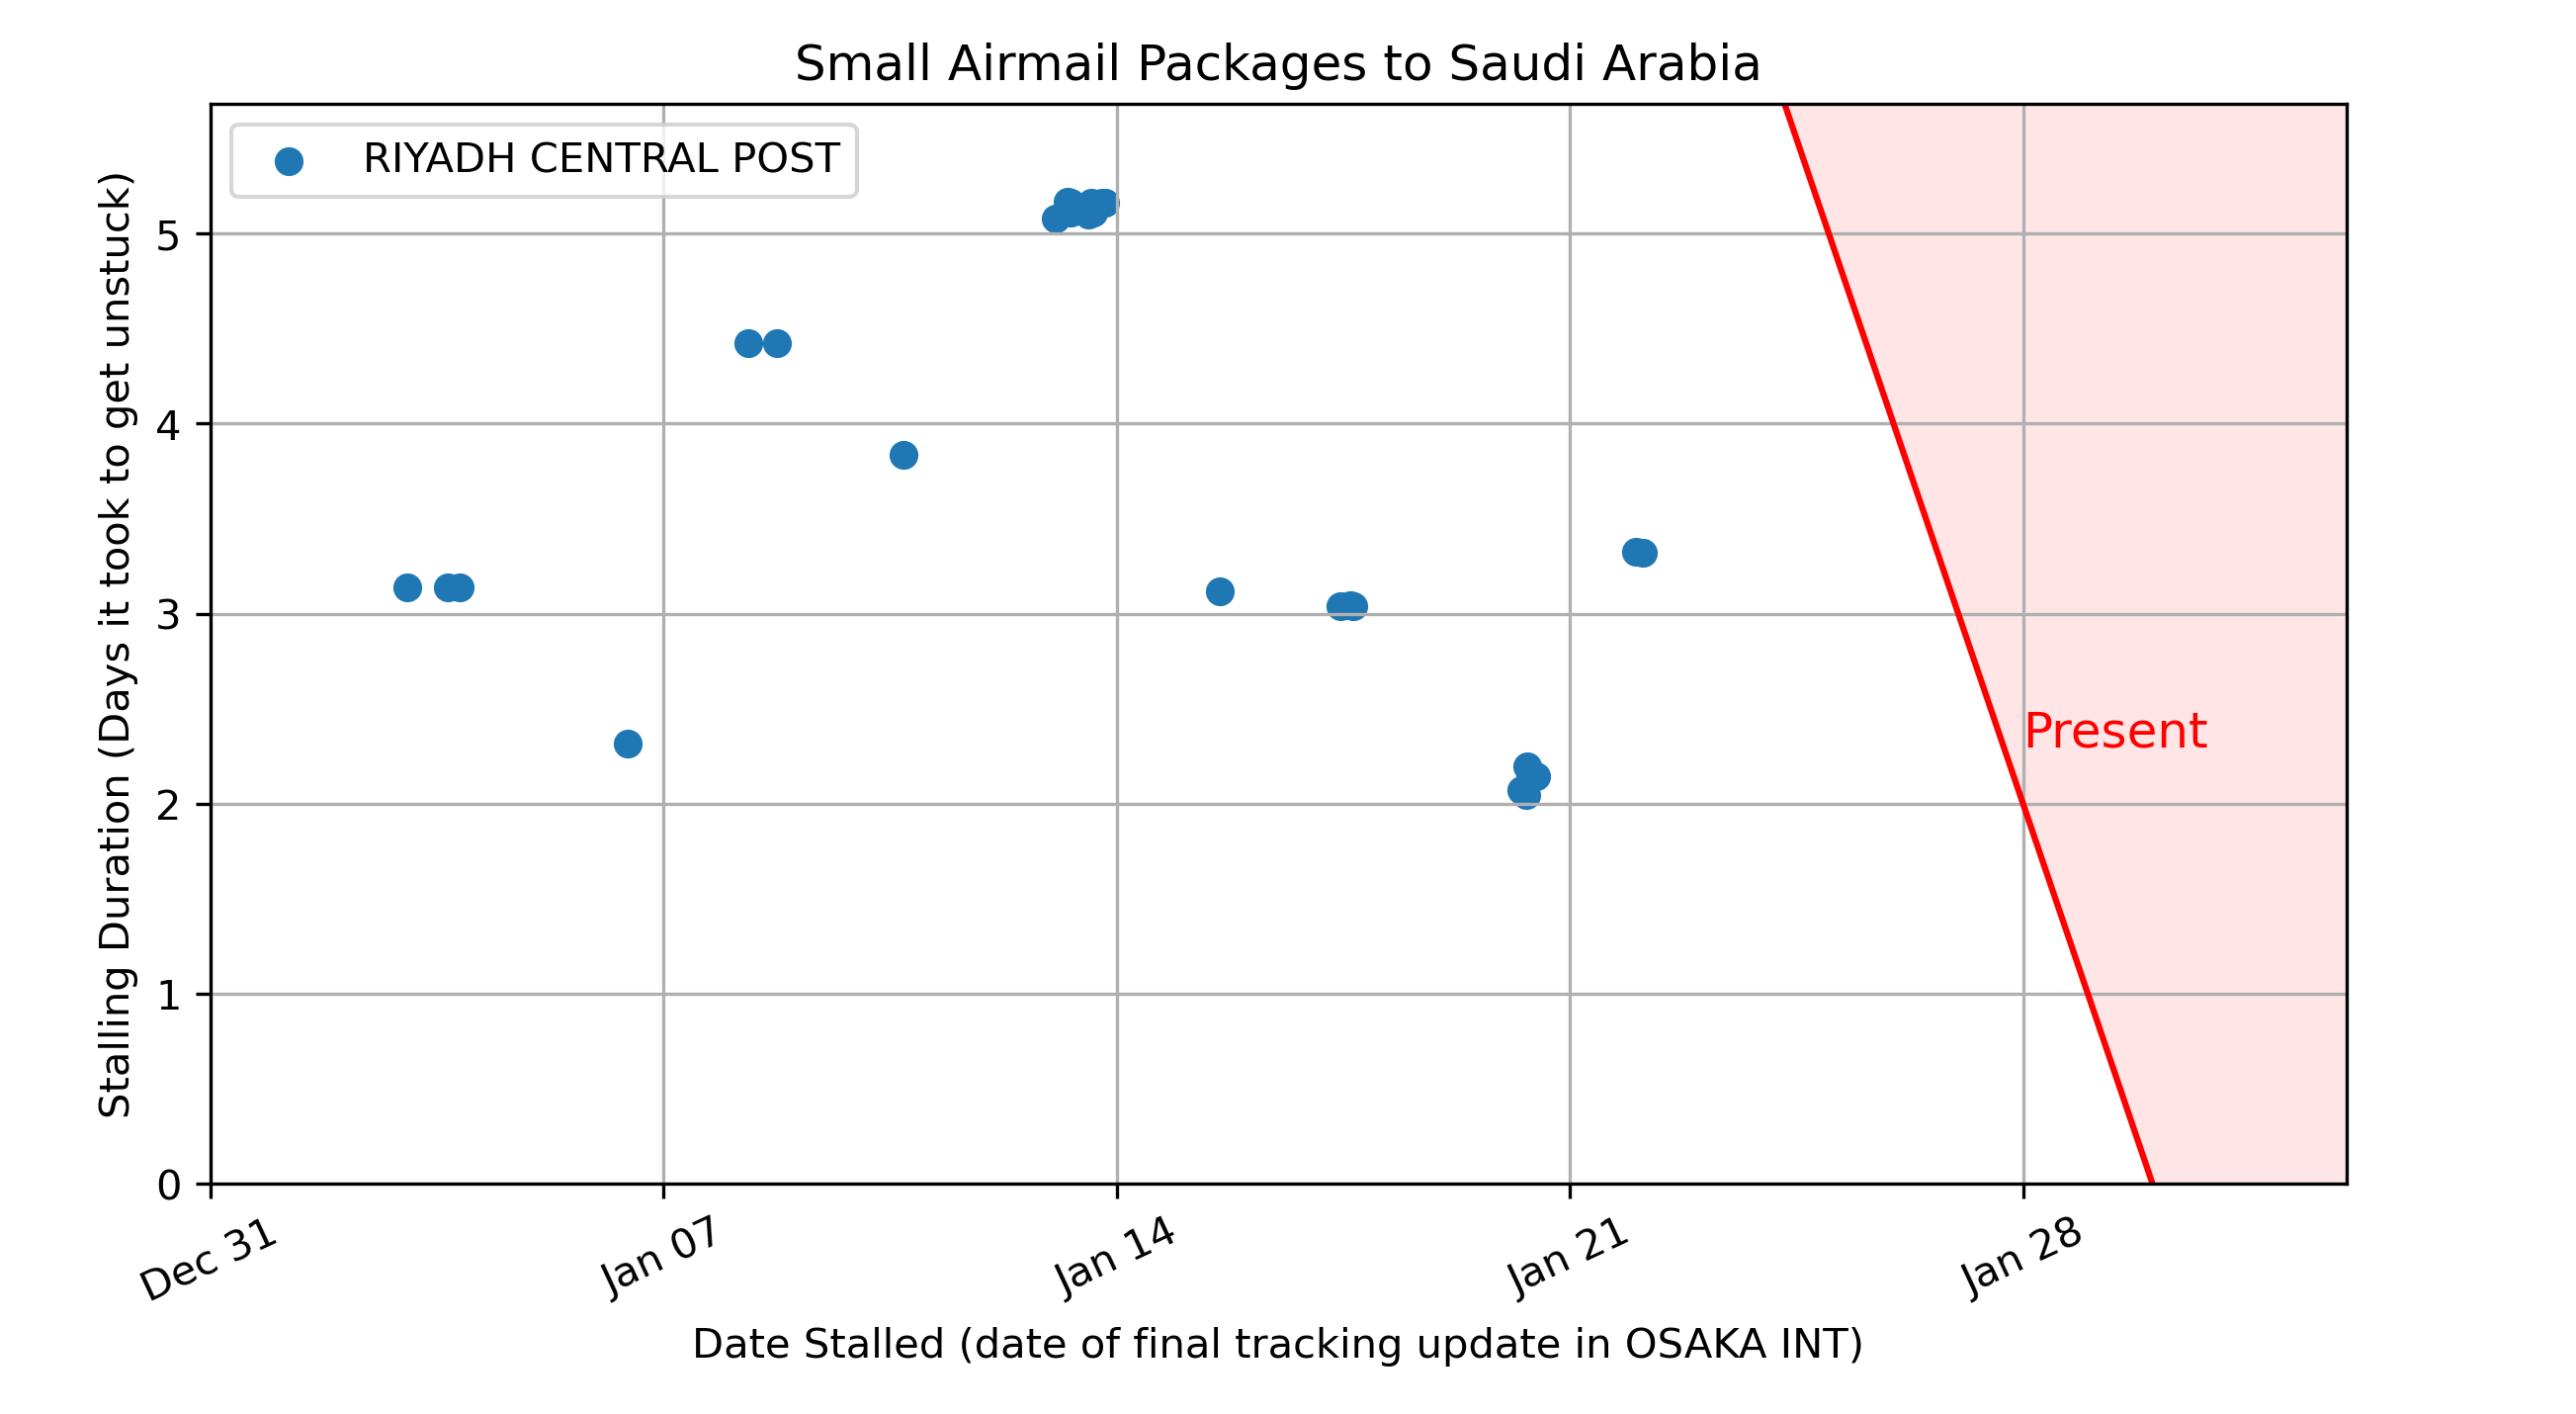 Small Airmail Packages to Saudi Arabia
RIYADH CENTRAL POST
Stalling Duration (Days it took to get unstuck)
5
4
3
2
1
0
Present
Dec 31
Jan 07
Jan 14
Jan 21
Jan 28
Date Stalled (date of final tracking update in OSAKA INT)